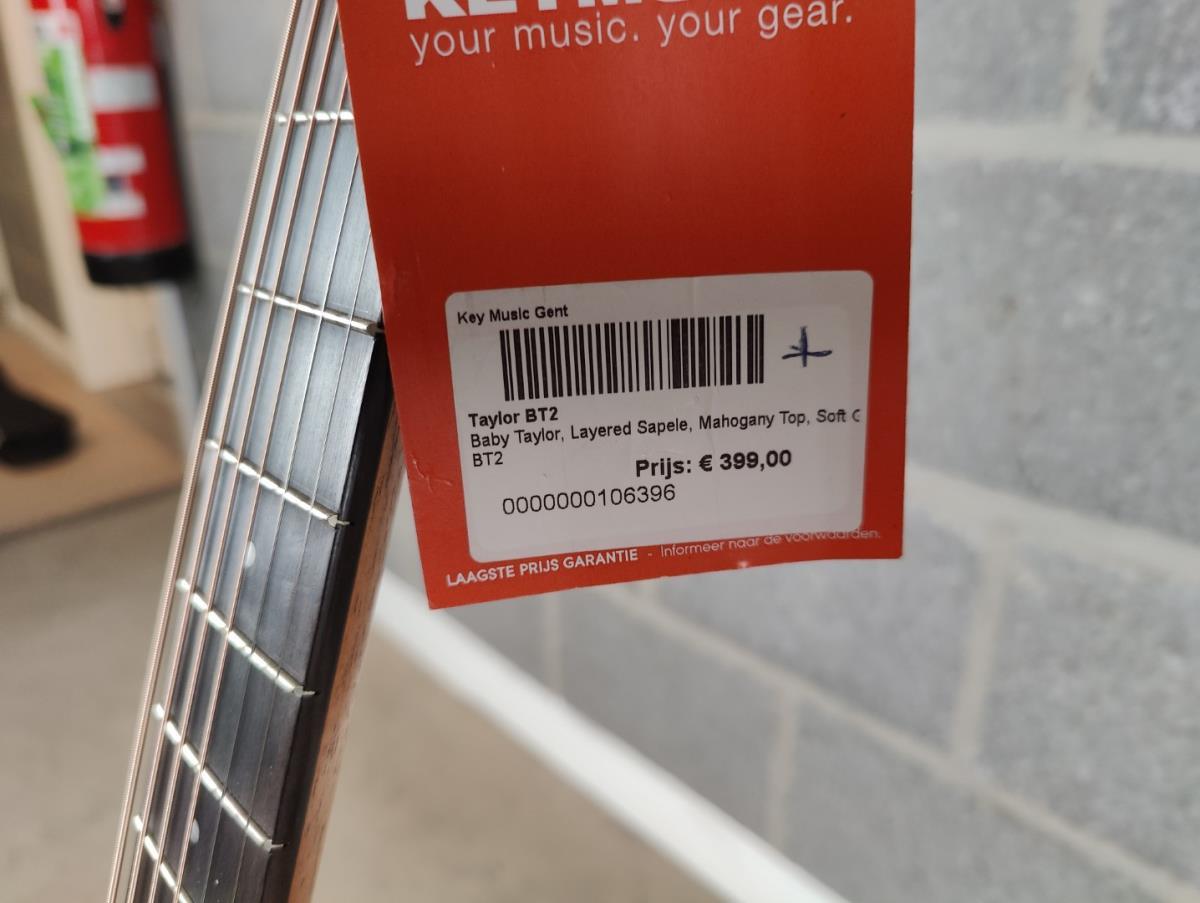 your music. your gear.
Key Music Gent
Taylor BT2
Baby Taylor, Layered Sapele, Mahogany Top, Soft
BT2
Prijs: € 399,00
0000000106396
LAAGSTE PRIJS GARANTIE - Informeer naar de voorwaarden.